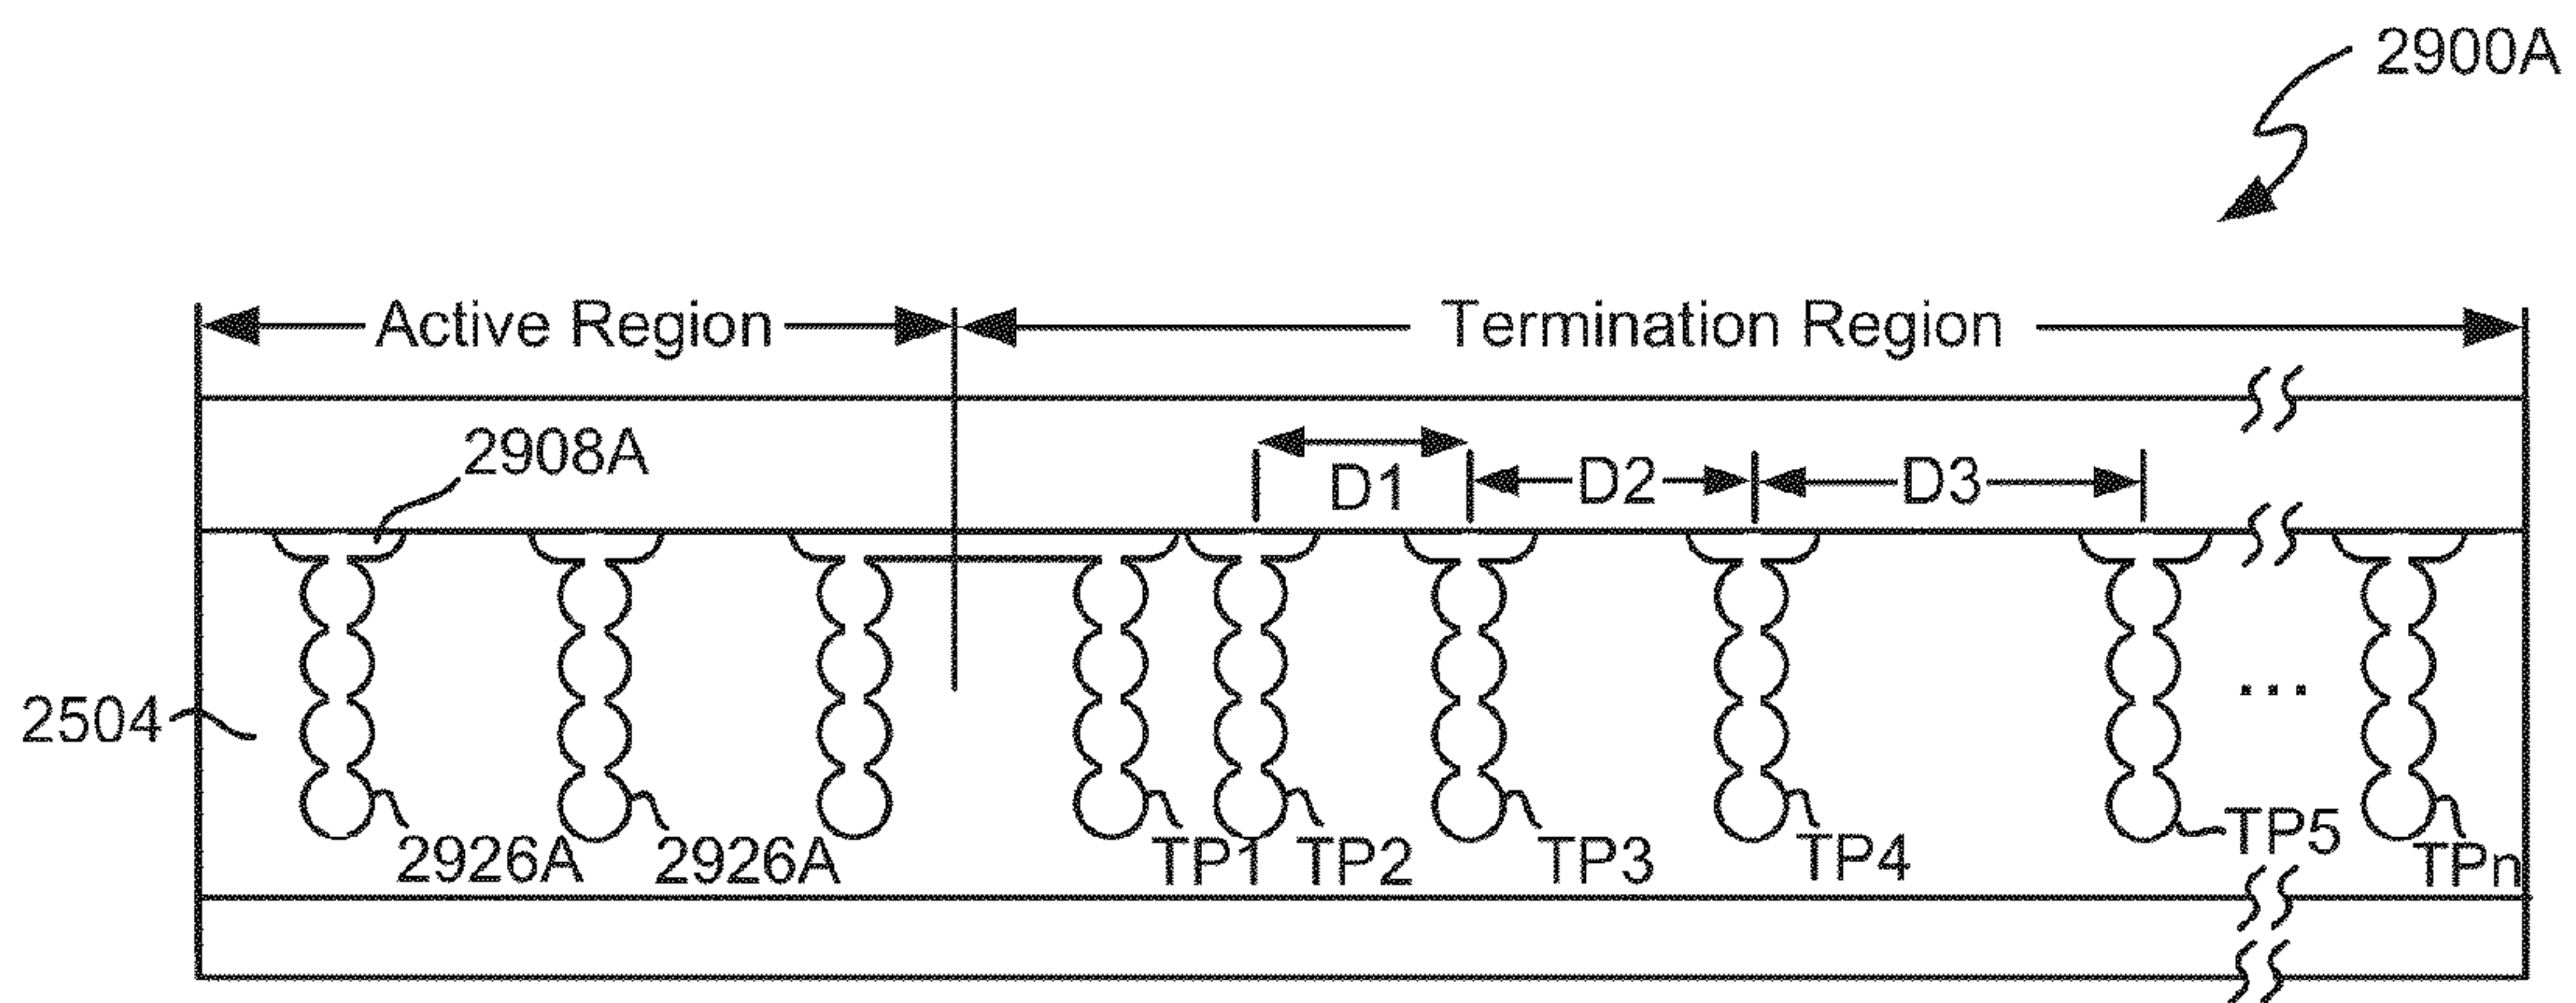 2900A
Active Region
Termination Region
2908A
D1
D2
D3
2504
2926A
2926A
TP1
TP2
TP3
TP4
TP5
...
TPn